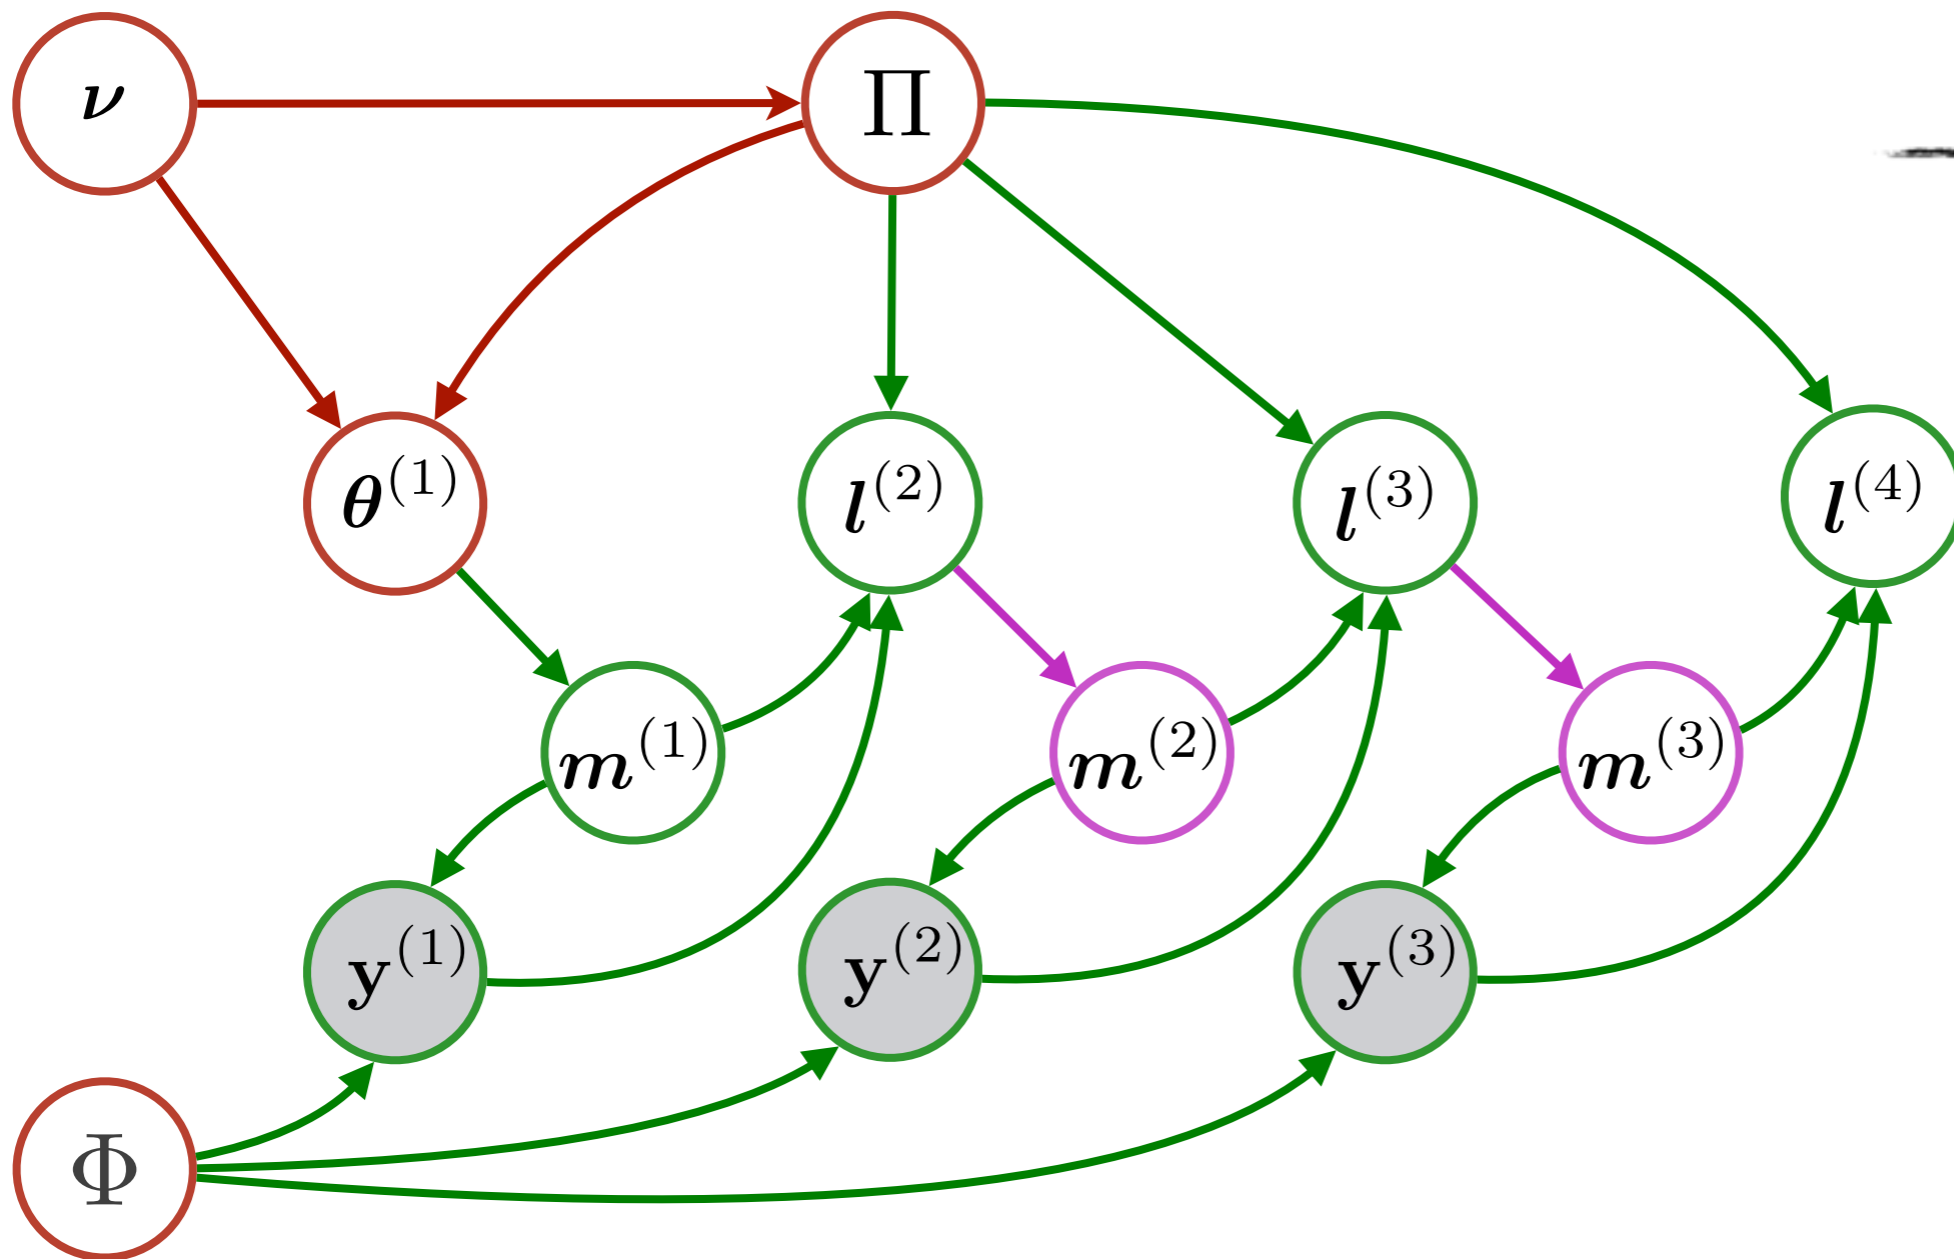 ν Π
θ(1) l(2) l(3) l(4)
m(1) m(2) m(3)
y(1) y(2) y(3)
Φ